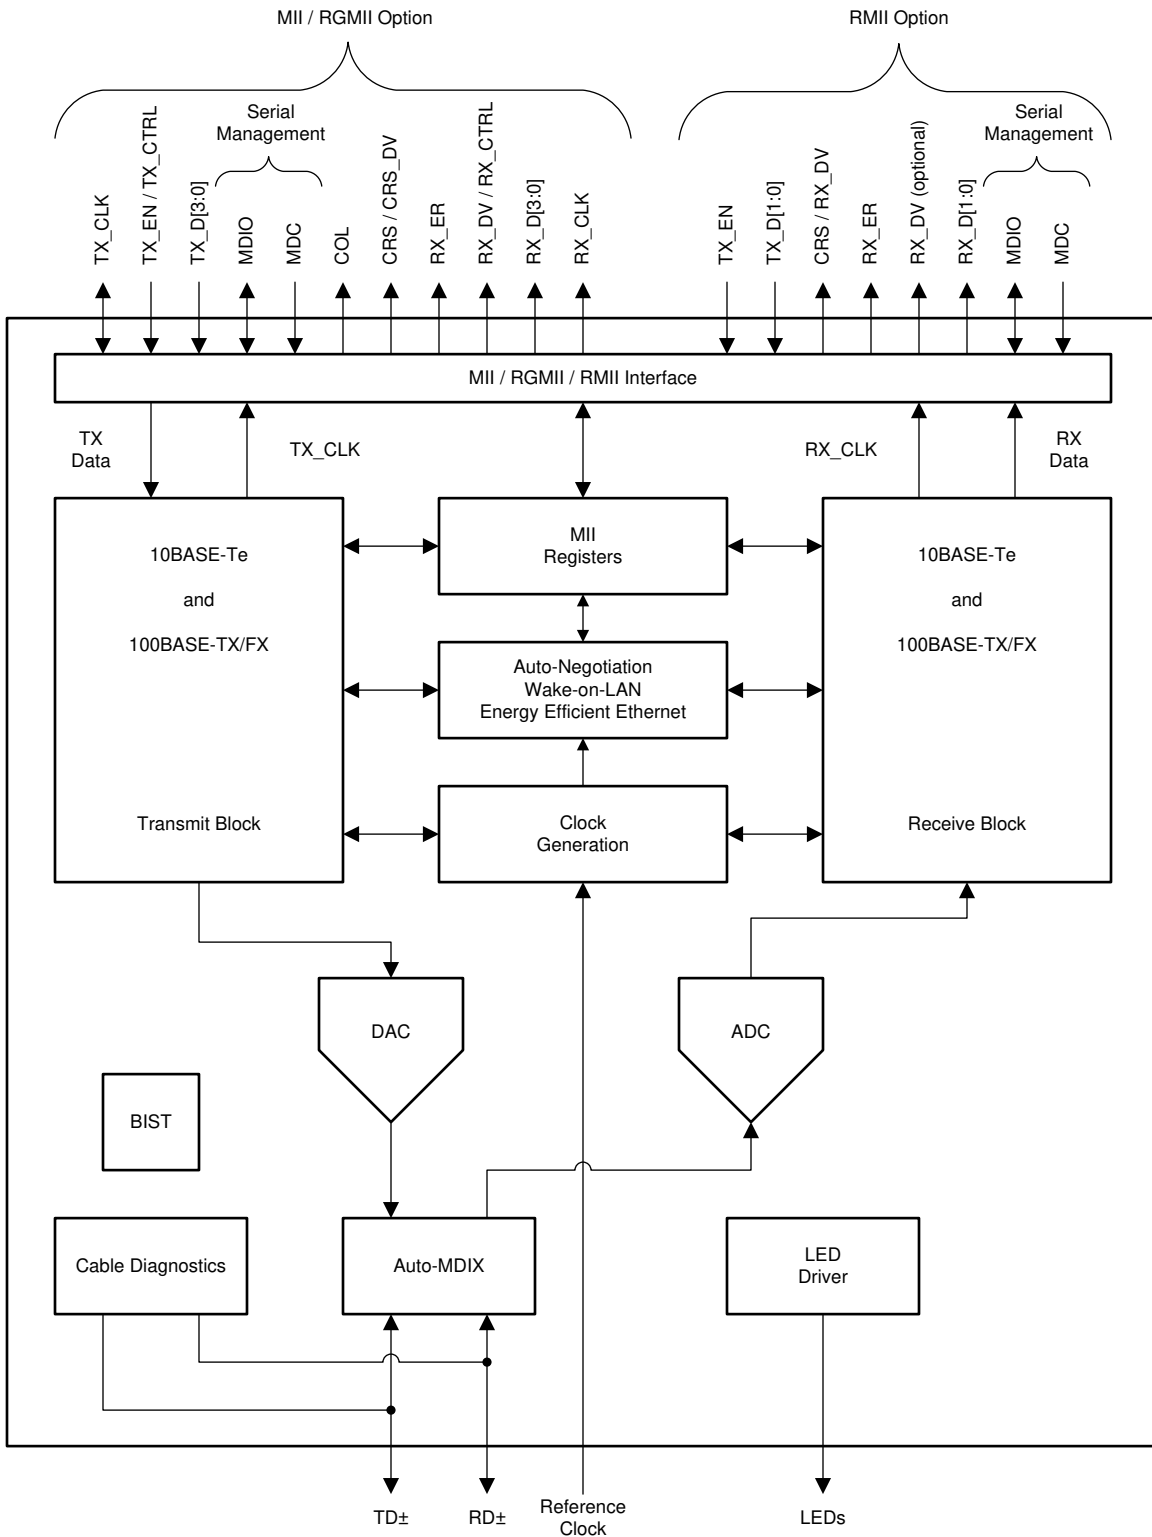 MII / RGMII Option
RMII Option
Serial
Management
Serial
Management
TX_CLK
TX_EN / TX_CTRL
TX_D[3:0]
MDIO
MDC
COL
CRS / CRS_DV
RX_ER
RX_DV / RX_CTRL
RX_D[3:0]
RX_CLK
TX_EN
TX_D[1:0]
CRS / RX_DV
RX_ER
RX_DV (optional)
RX_D[1:0]
MDIO
MDC
MII / RGMII / RMII Interface
TX
Data
TX_CLK
RX_CLK
RX
Data
10BASE-Te
and
100BASE-TX/FX
Transmit Block
MII
Registers
Auto-Negotiation
Wake-on-LAN
Energy Efficient Ethernet
Clock
Generation
10BASE-Te
and
100BASE-TX/FX
Receive Block
DAC
ADC
BIST
Cable Diagnostics
Auto-MDIX
LED
Driver
TD±
RD±
Reference
Clock
LEDs